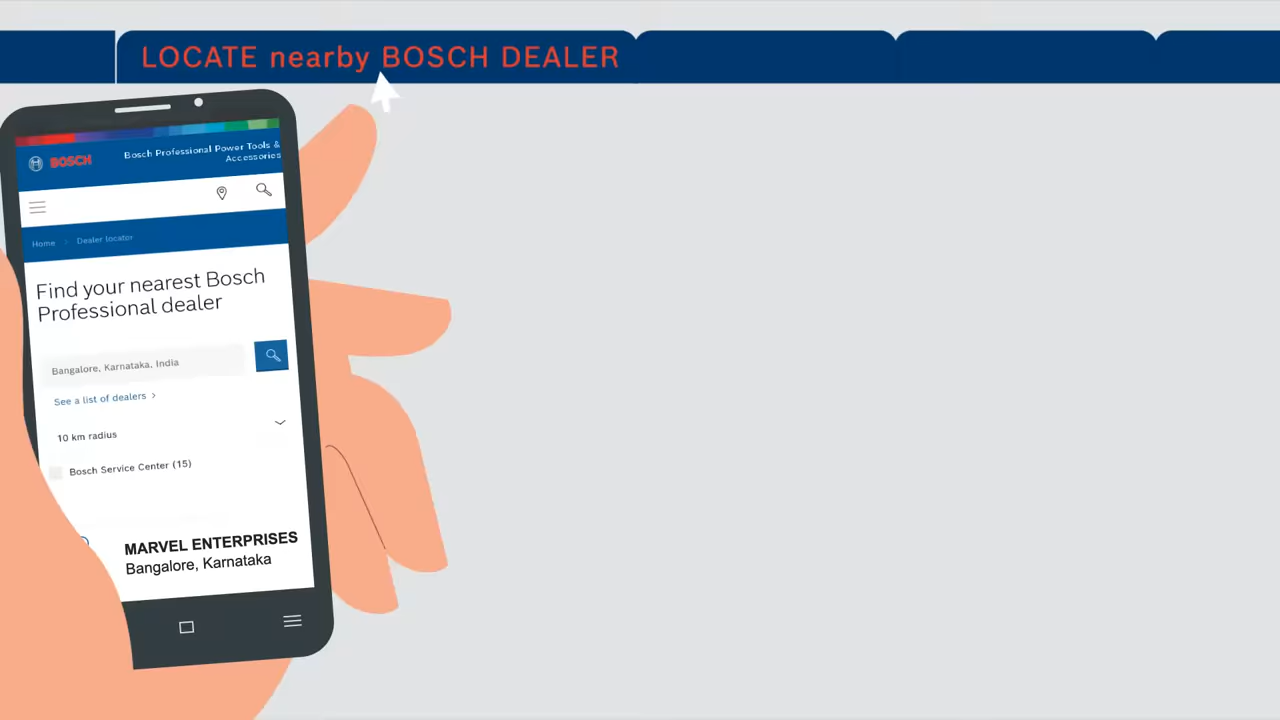 LOCATE nearby BOSCH DEALER
BOSCH
Bosch Professional Power Tools &
Accessories
Home > Dealer locator
Find your nearest Bosch
Professional dealer
Bangalore, Karnataka, India
See a list of dealers >
10 km radius
Bosch Service Center (15)
MARVEL ENTERPRISES
Bangalore, Karnataka